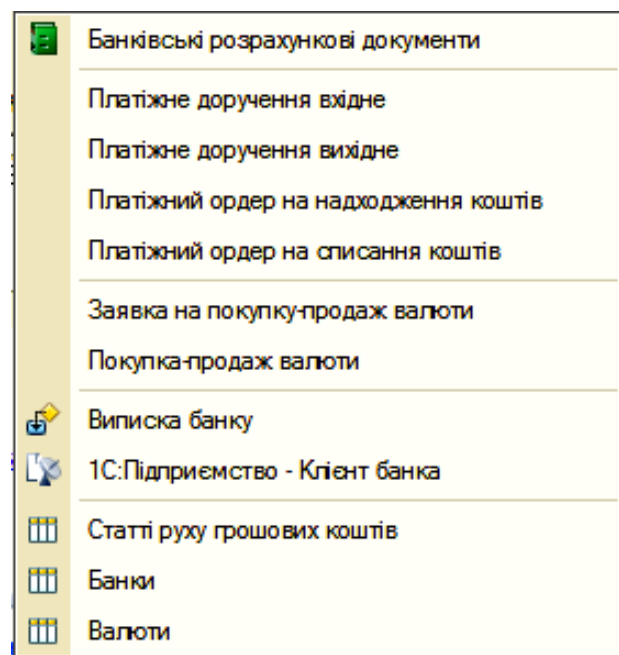 Банківські розрахункові документи
Платіжне доручення вхідне
Платіжне доручення вихідне
Платіжний ордер на надходження коштів
Платіжний ордер на списання коштів
Заявка на покупку-продаж валюти
Покупка-продаж валюти
Виписка банку
1С:Підприємство - Клієнт банка
Статті руху грошових коштів
Банки
Валюти